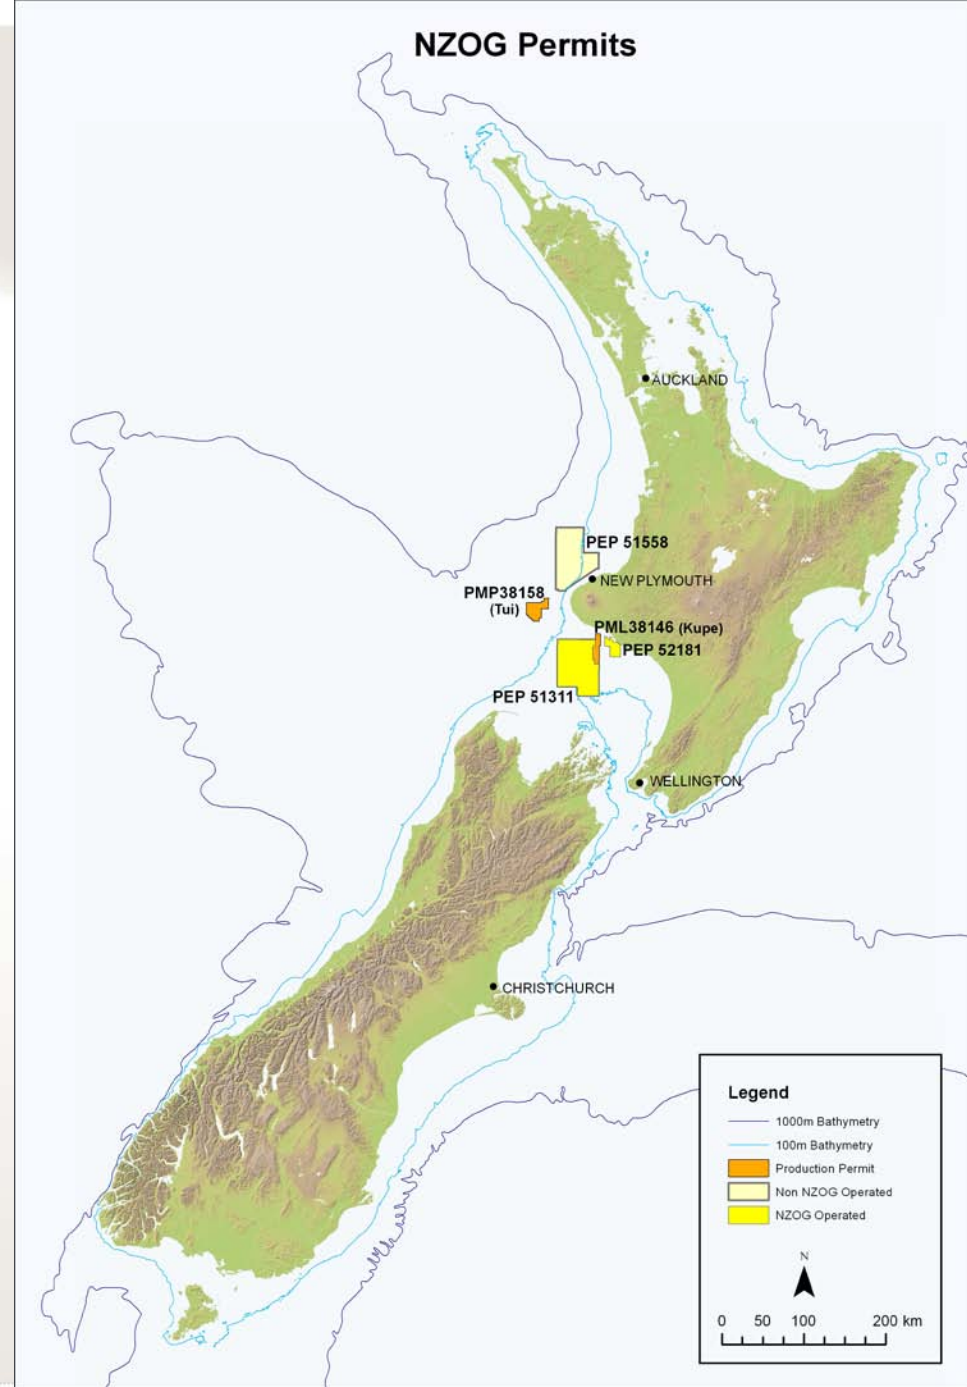 NZOG Permits
AUCKLAND
PEP 51558
NEW PLYMOUTH
PMP38158
(Tui)
PML38146 (Kupe)
PEP 52181
PEP 51311
WELLINGTON
CHRISTCHURCH
Legend
1000m Bathymetry
100m Bathymetry
Production Permit
Non NZOG Operated
NZOG Operated
N
0 50 100 200 km